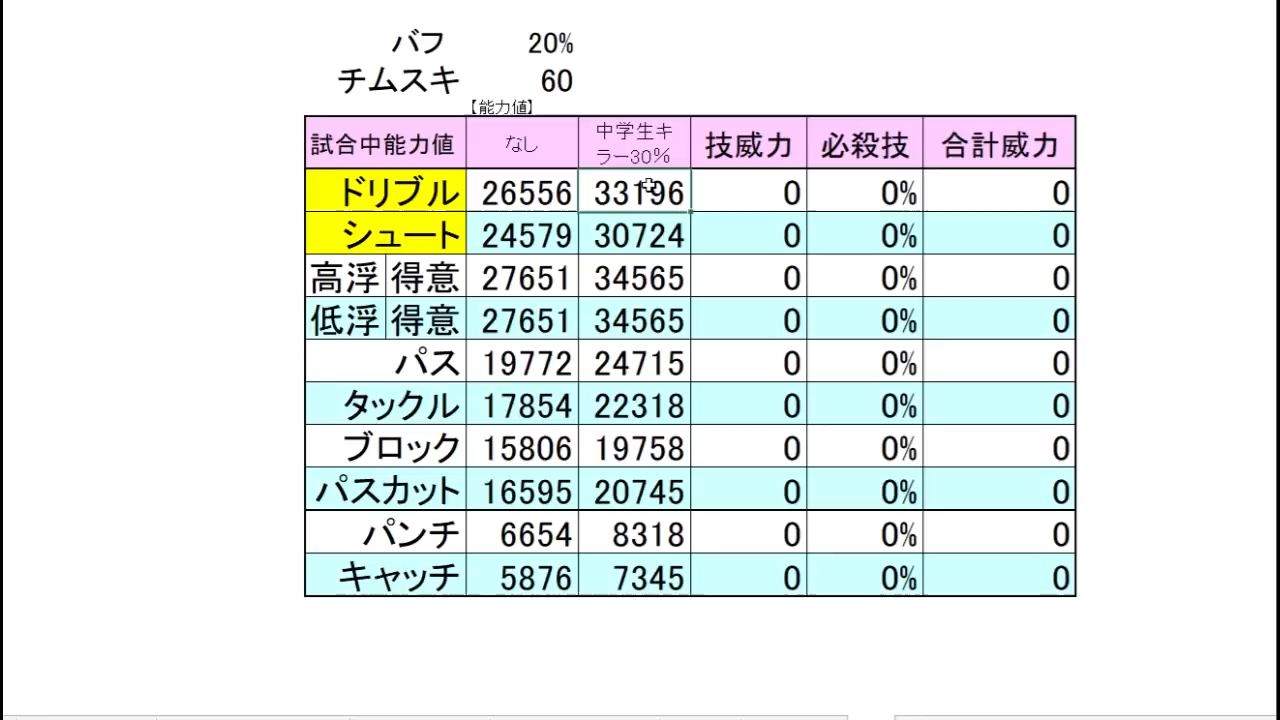 バフ 20%
チムスキ 60
【能力値】
試合中能力値 なし 中学生キラー30% 技威力 必殺技 合計威力
ドリブル 26556 33196 0 0% 0
シュート 24579 30724 0 0% 0
高浮 得意 27651 34565 0 0% 0
低浮 得意 27651 34565 0 0% 0
パス 19772 24715 0 0% 0
タックル 17854 22318 0 0% 0
ブロック 15806 19758 0 0% 0
パスカット 16595 20745 0 0% 0
パンチ 6654 8318 0 0% 0
キャッチ 5876 7345 0 0% 0